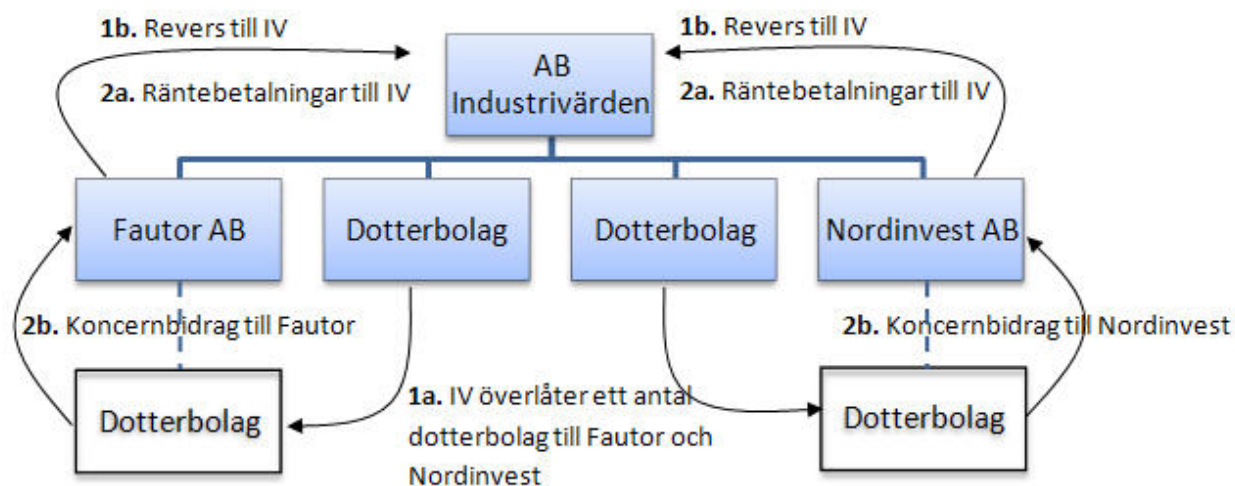 1b. Revers till IV
1b. Revers till IV
AB
Industrivärden
2a. Räntebetalningar till IV
2a. Räntebetalningar till IV
Fautor AB
Dotterbolag
Dotterbolag
Nordinvest AB
2b. Koncernbidrag till Fautor
2b. Koncernbidrag till Nordinvest
Dotterbolag
1a. IV överlåter ett antal
dotterbolag till Fautor och
Nordinvest
Dotterbolag